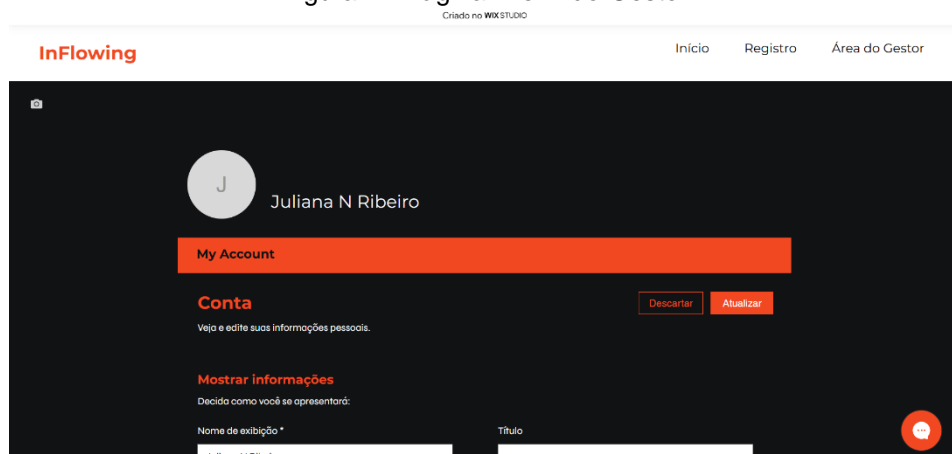 Criado no WIX STUDIO
InFlowing
Início Registro Área do Gestor
J
Juliana N Ribeiro
My Account
Conta
Descartar Atualizar
Veja e edite suas informações pessoais.
Mostrar informações
Decida como você se apresentará:
Nome de exibição * Título